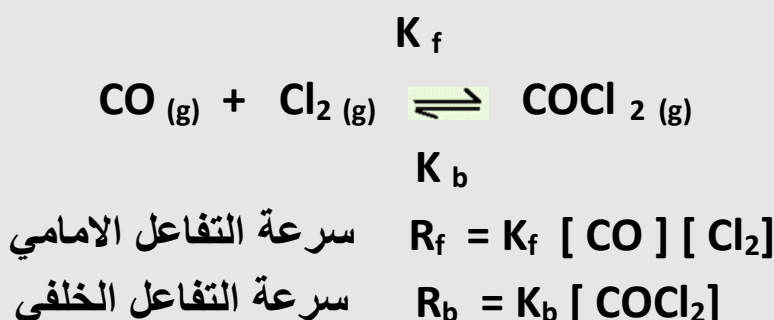 K f
CO (g) + Cl2 (g) ⇌ COCl 2 (g)
K b
سرعة التفاعل الامامي Rf = Kf [ CO ] [ Cl2]
سرعة التفاعل الخلفي Rb = Kb [ COCl2]